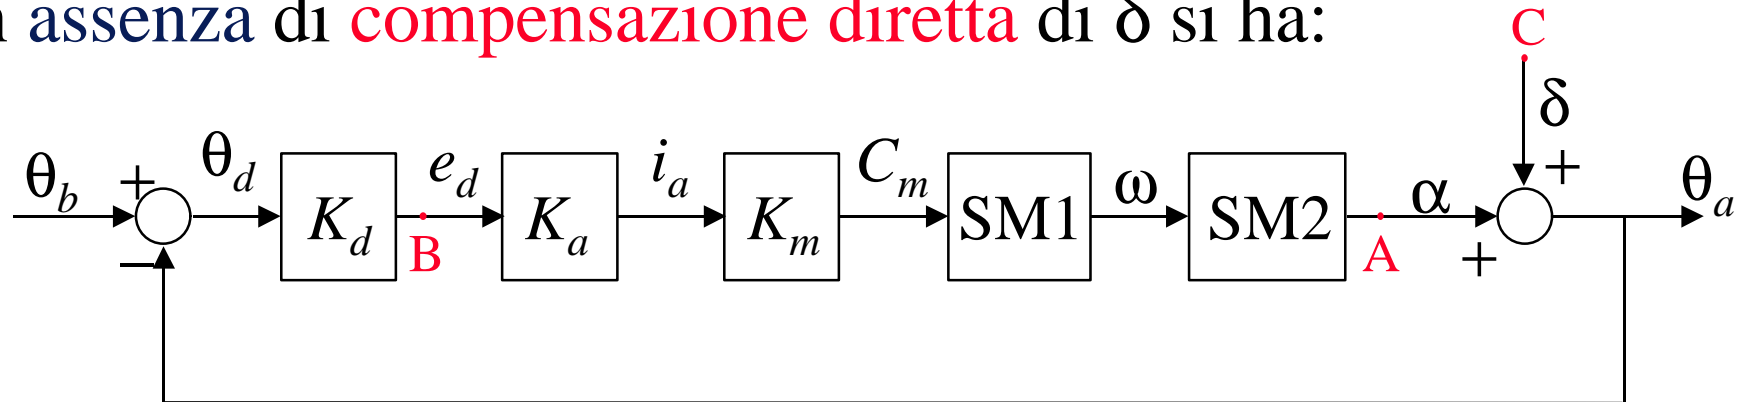 assenza di compensazione diretta di δ si ha:
C
δ
θb + θd Kd ed Ka ia Km Cm SM1 ω SM2 α + θa
B A
− +